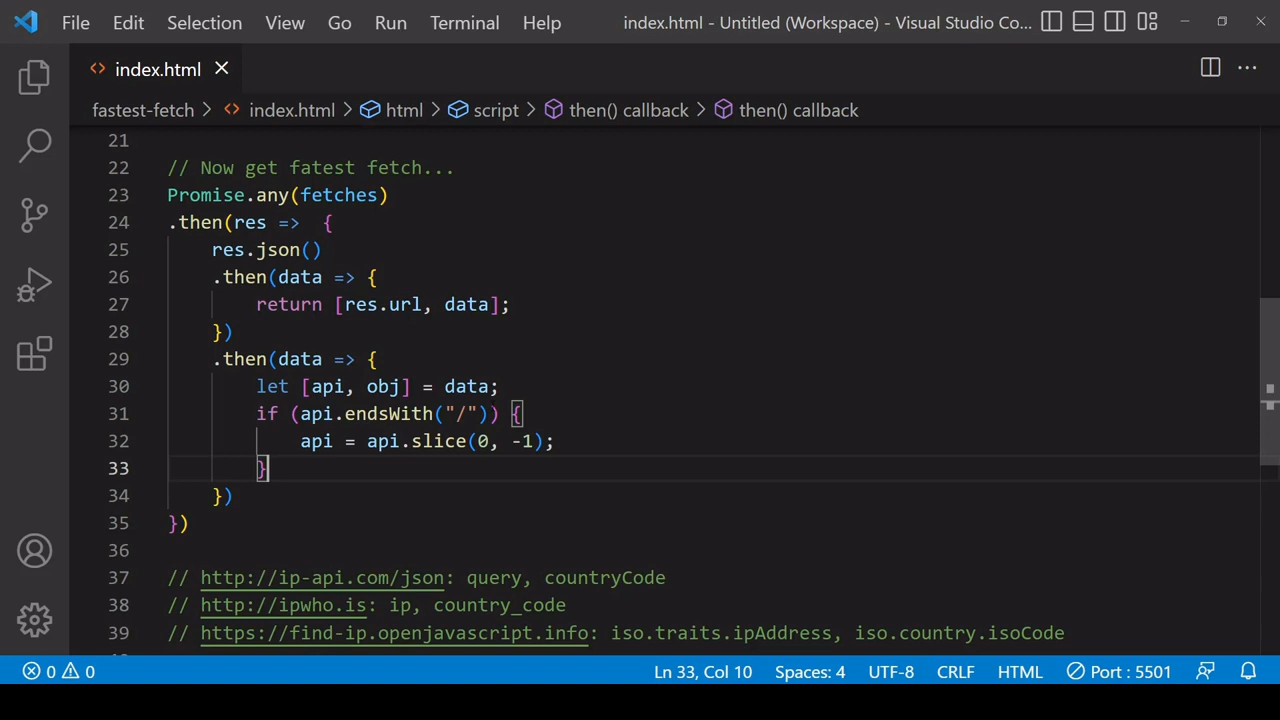 File Edit Selection View Go Run Terminal Help index.html - Untitled (Workspace) - Visual Studio Co...
index.html
fastest-fetch > index.html > html > script > then() callback > then() callback
21
22 // Now get fatest fetch...
23 Promise.any(fetches)
24 .then(res =>  {
25     res.json()
26     .then(data => {
27         return [res.url, data];
28     })
29     .then(data => {
30         let [api, obj] = data;
31         if (api.endsWith("/")) {
32             api = api.slice(0, -1);
33         }
34     })
35 })
36
37 // http://ip-api.com/json: query, countryCode
38 // http://ipwho.is: ip, country_code
39 // https://find-ip.openjavascript.info: iso.traits.ipAddress, iso.country.isoCode
0 0 Ln 33, Col 10 Spaces: 4 UTF-8 CRLF HTML Port : 5501